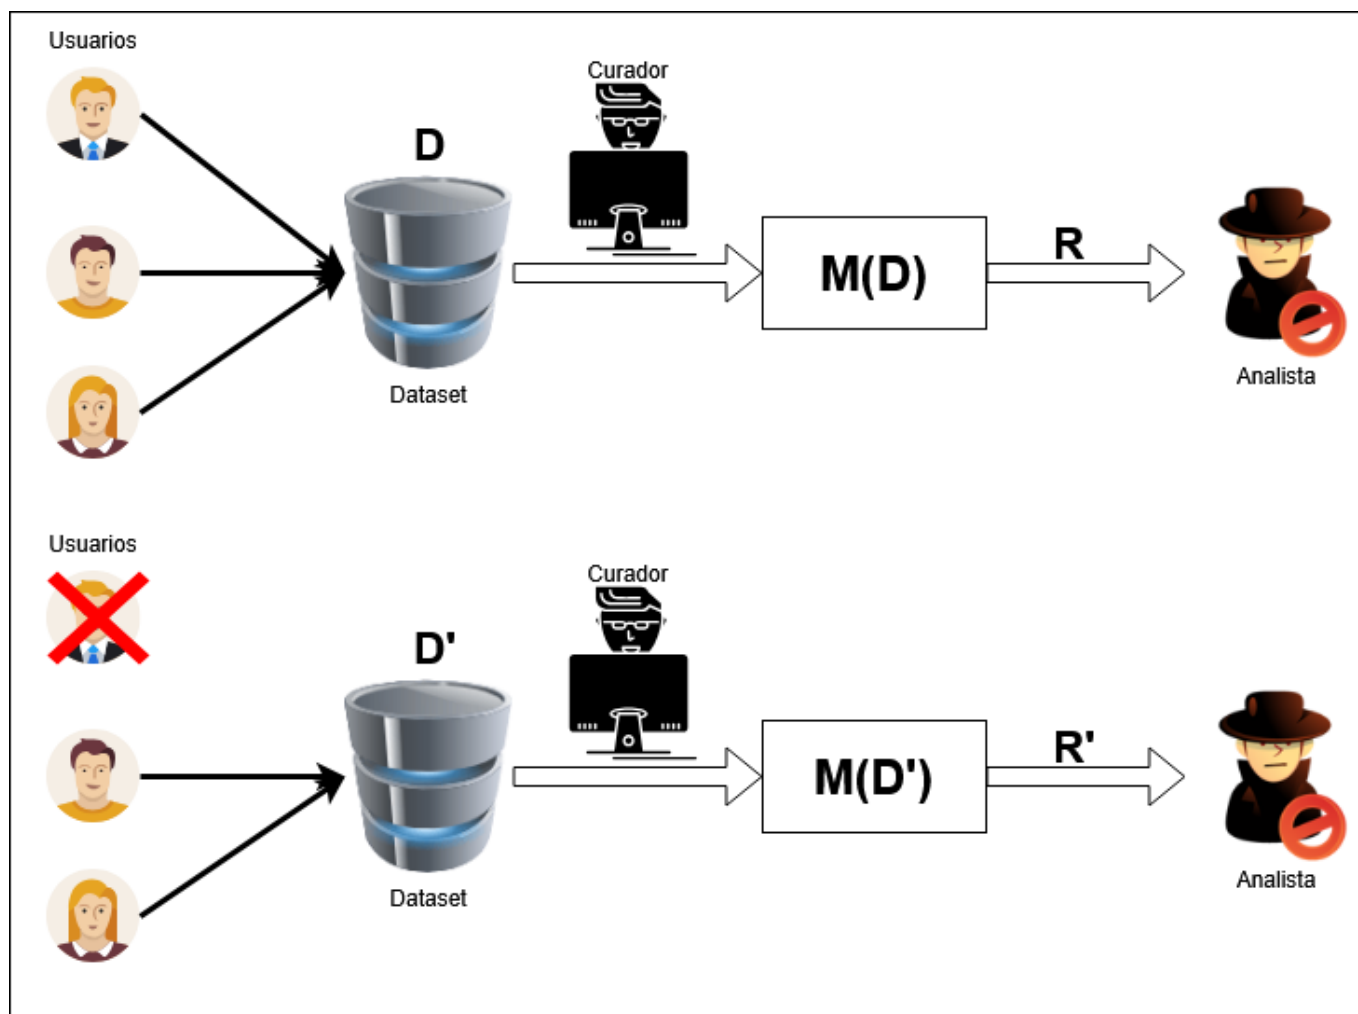 Usuarios
Curador
D
M(D)
R
Dataset
Analista
Usuarios
Curador
D'
M(D')
R'
Dataset
Analista